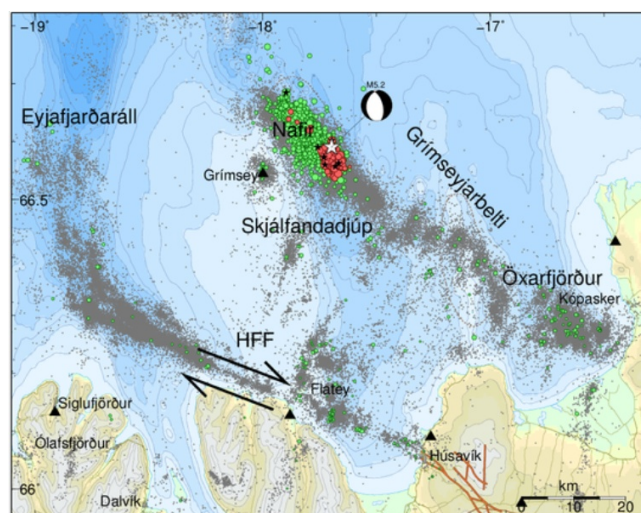 -19°
-18°
-17°
M5.2
Eyjafjarðaráll
Nafir
Grímseyjarbelti
Grímsey
66.5°
Skjálfandadjúp
Öxarfjörður
Kópasker
HFF
Flatey
Siglufjörður
Ólafsfjörður
Húsavík
Dalvík
66°
km
0 10 20